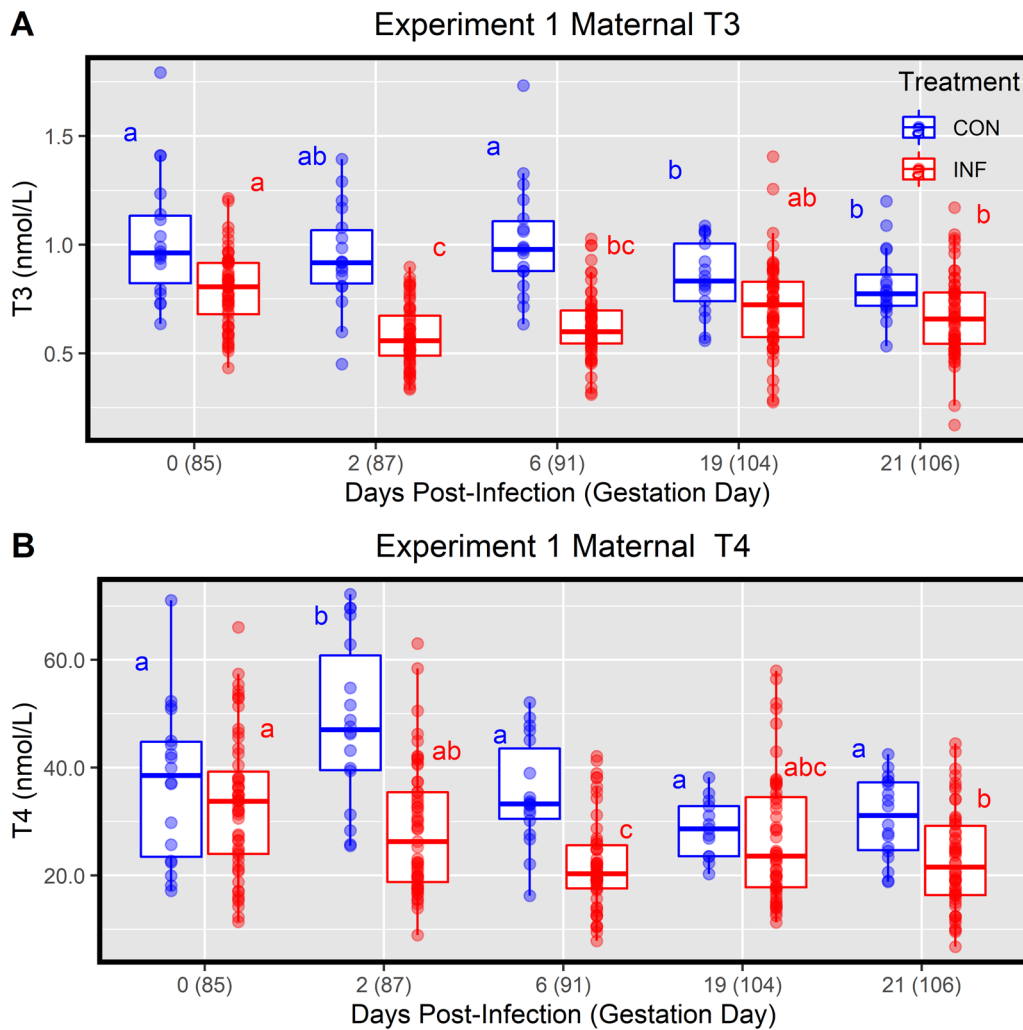 A
Experiment 1 Maternal T3
Treatment
CON
INF
T3 (nmol/L)
1.5
1.0
0.5
a
a
ab
c
a
bc
b
ab
b
b
0 (85)
2 (87)
6 (91)
19 (104)
21 (106)
Days Post-Infection (Gestation Day)
B
Experiment 1 Maternal T4
T4 (nmol/L)
60.0
40.0
20.0
a
a
b
ab
a
c
a
abc
a
b
0 (85)
2 (87)
6 (91)
19 (104)
21 (106)
Days Post-Infection (Gestation Day)